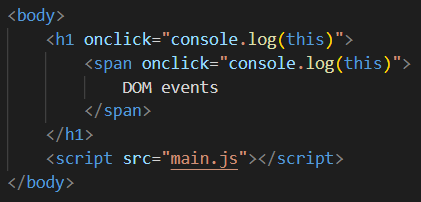 <body>
    <h1 onclick="console.log(this)">
        <span onclick="console.log(this)">
            DOM events
        </span>
    </h1>
    <script src="main.js"></script>
</body>